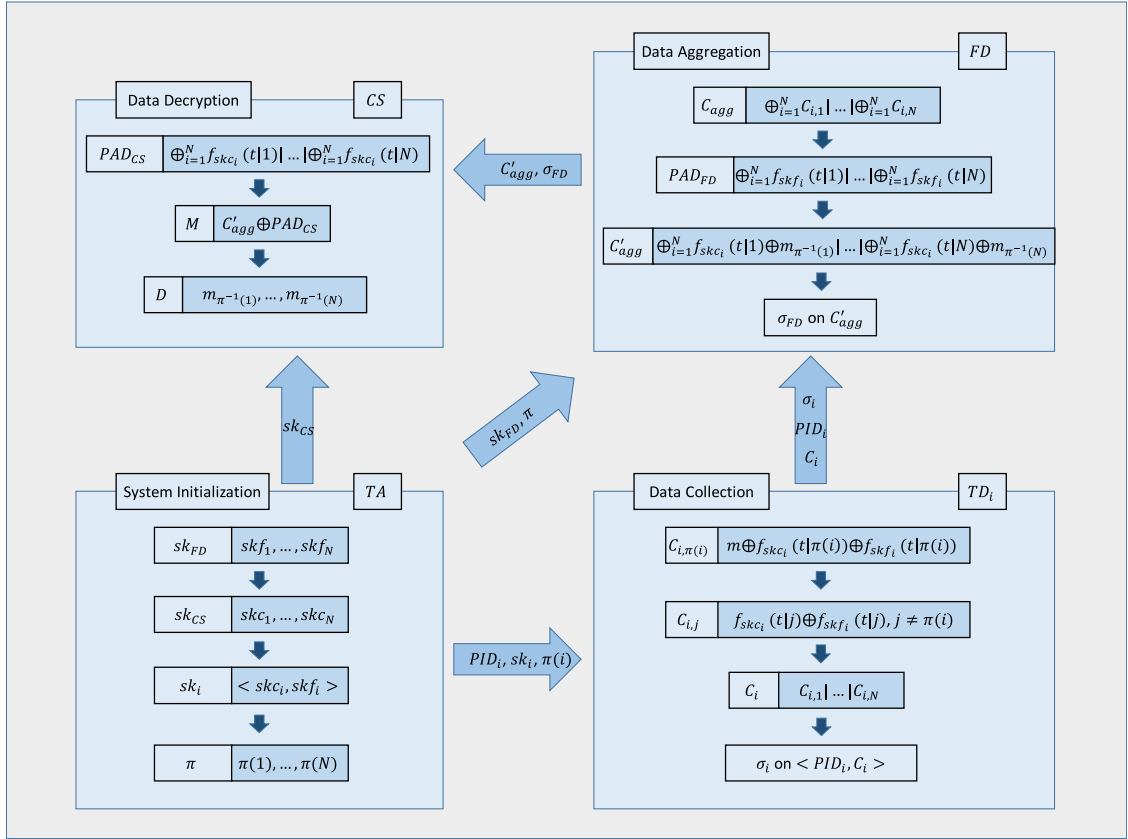 Data Decryption CS
PAD_CS ⊕_{i=1}^{N} f_{skc_i}(t|1)| … |⊕_{i=1}^{N} f_{skc_i}(t|N)
M C'_agg⊕PAD_CS
D m_{π^{-1}(1)}, … , m_{π^{-1}(N)}
Data Aggregation FD
C_agg ⊕_{i=1}^{N} C_{i,1}| … |⊕_{i=1}^{N} C_{i,N}
PAD_FD ⊕_{i=1}^{N} f_{skf_i}(t|1)| … |⊕_{i=1}^{N} f_{skf_i}(t|N)
C'_agg ⊕_{i=1}^{N} f_{skc_i}(t|1)⊕m_{π^{-1}(1)}| … |⊕_{i=1}^{N} f_{skc_i}(t|N)⊕m_{π^{-1}(N)}
σ_FD on C'_agg
C'_agg, σ_FD
sk_CS
sk_FD, π
σ_i
PID_i
C_i
System Initialization TA
sk_FD skf_1, … , skf_N
sk_CS skc_1, … , skc_N
sk_i < skc_i, skf_i >
π π(1), … , π(N)
PID_i, sk_i, π(i)
Data Collection TD_i
C_{i,π(i)} m⊕f_{skc_i}(t|π(i))⊕f_{skf_i}(t|π(i))
C_{i,j} f_{skc_i}(t|j)⊕f_{skf_i}(t|j), j ≠ π(i)
C_i C_{i,1}| … |C_{i,N}
σ_i on < PID_i, C_i >